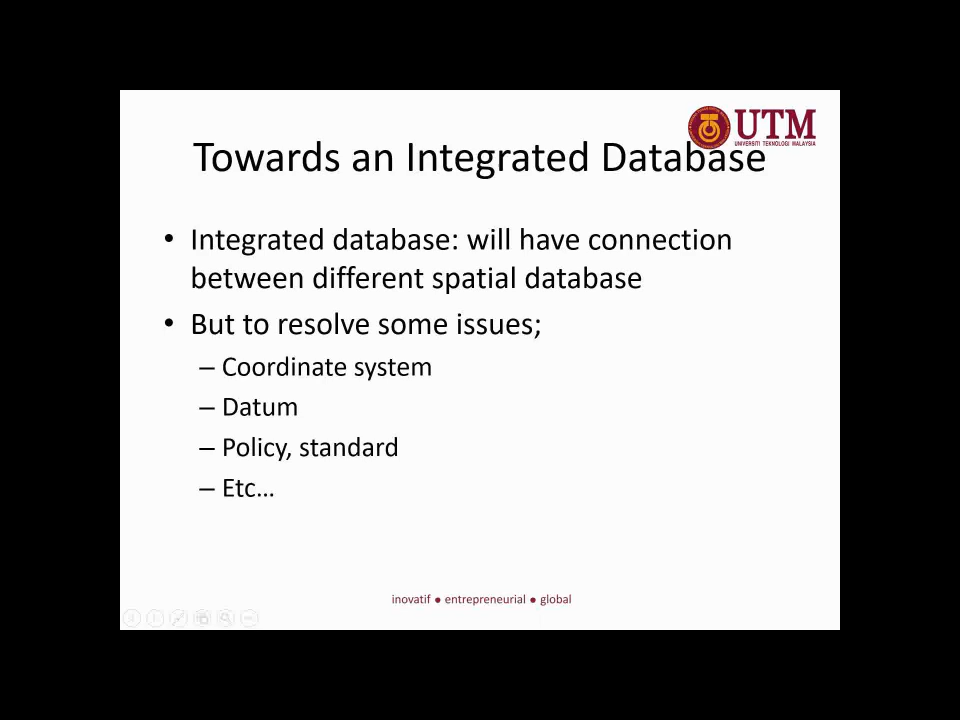 UTM
UNIVERSITI TEKNOLOGI MALAYSIA
Towards an Integrated Database
• Integrated database: will have connection
between different spatial database
• But to resolve some issues;
– Coordinate system
– Datum
– Policy, standard
– Etc…
inovatif ● entrepreneurial ● global